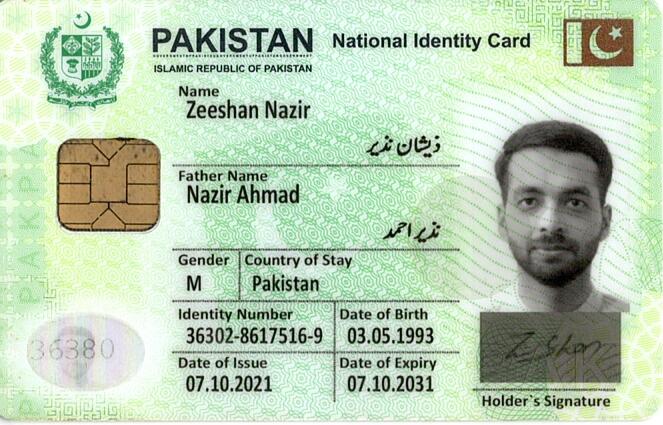 PAKISTAN National Identity Card
ISLAMIC REPUBLIC OF PAKISTAN
Name
Zeeshan Nazir
ذیشان نذیر
Father Name
Nazir Ahmad
نذیر احمد
Gender Country of Stay
M Pakistan
Identity Number Date of Birth
36302-8617516-9 03.05.1993
Date of Issue Date of Expiry
07.10.2021 07.10.2031
36380
Holder`s Signature